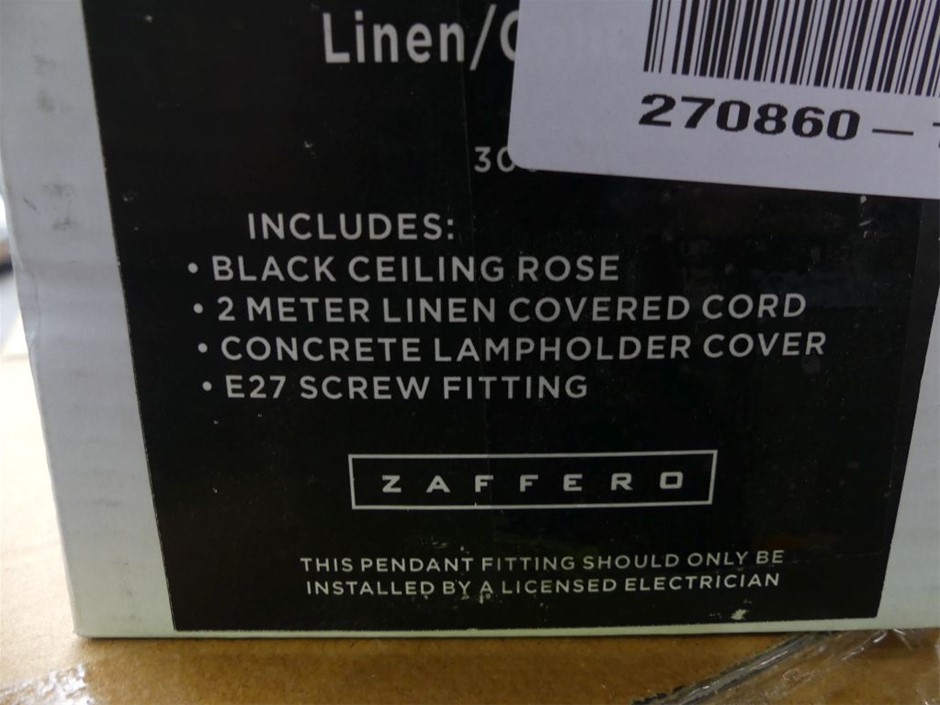 Linen/
270860 –
INCLUDES:
• BLACK CEILING ROSE
• 2 METER LINEN COVERED CORD
• CONCRETE LAMPHOLDER COVER
• E27 SCREW FITTING
ZAFFERO
THIS PENDANT FITTING SHOULD ONLY BE
INSTALLED BY A LICENSED ELECTRICIAN